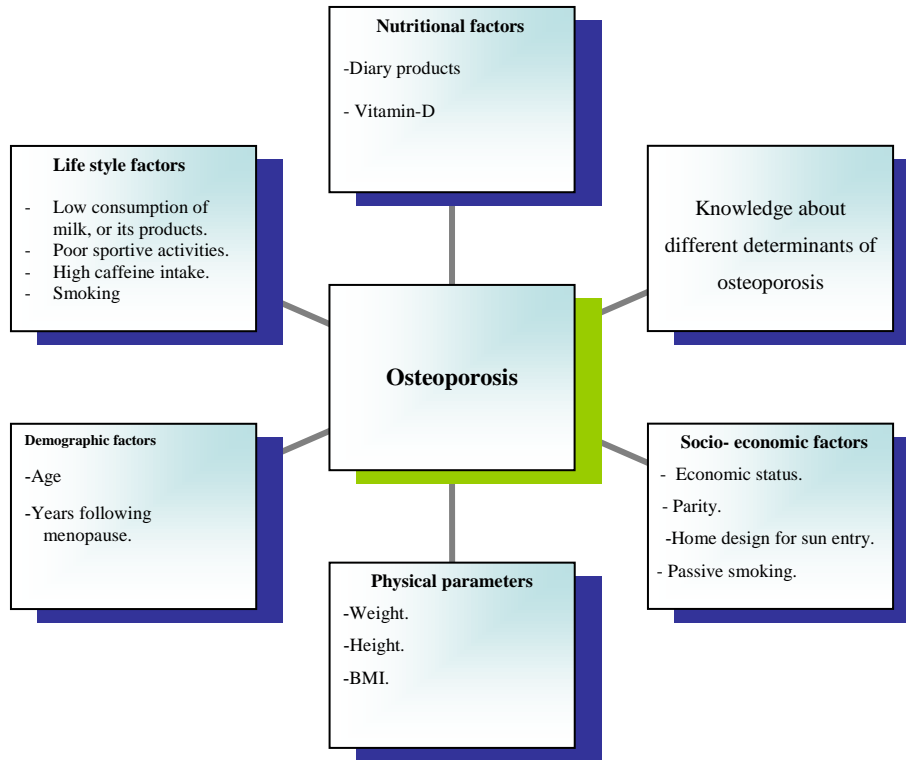 Nutritional factors
-Diary products
- Vitamin-D
Life style factors
- Low consumption of
milk, or its products.
- Poor sportive activities.
- High caffeine intake.
- Smoking
Knowledge about
different determinants of
osteoporosis
Osteoporosis
Demographic factors
-Age
-Years following
menopause.
Socio- economic factors
- Economic status.
- Parity.
-Home design for sun entry.
- Passive smoking.
Physical parameters
-Weight.
-Height.
-BMI.